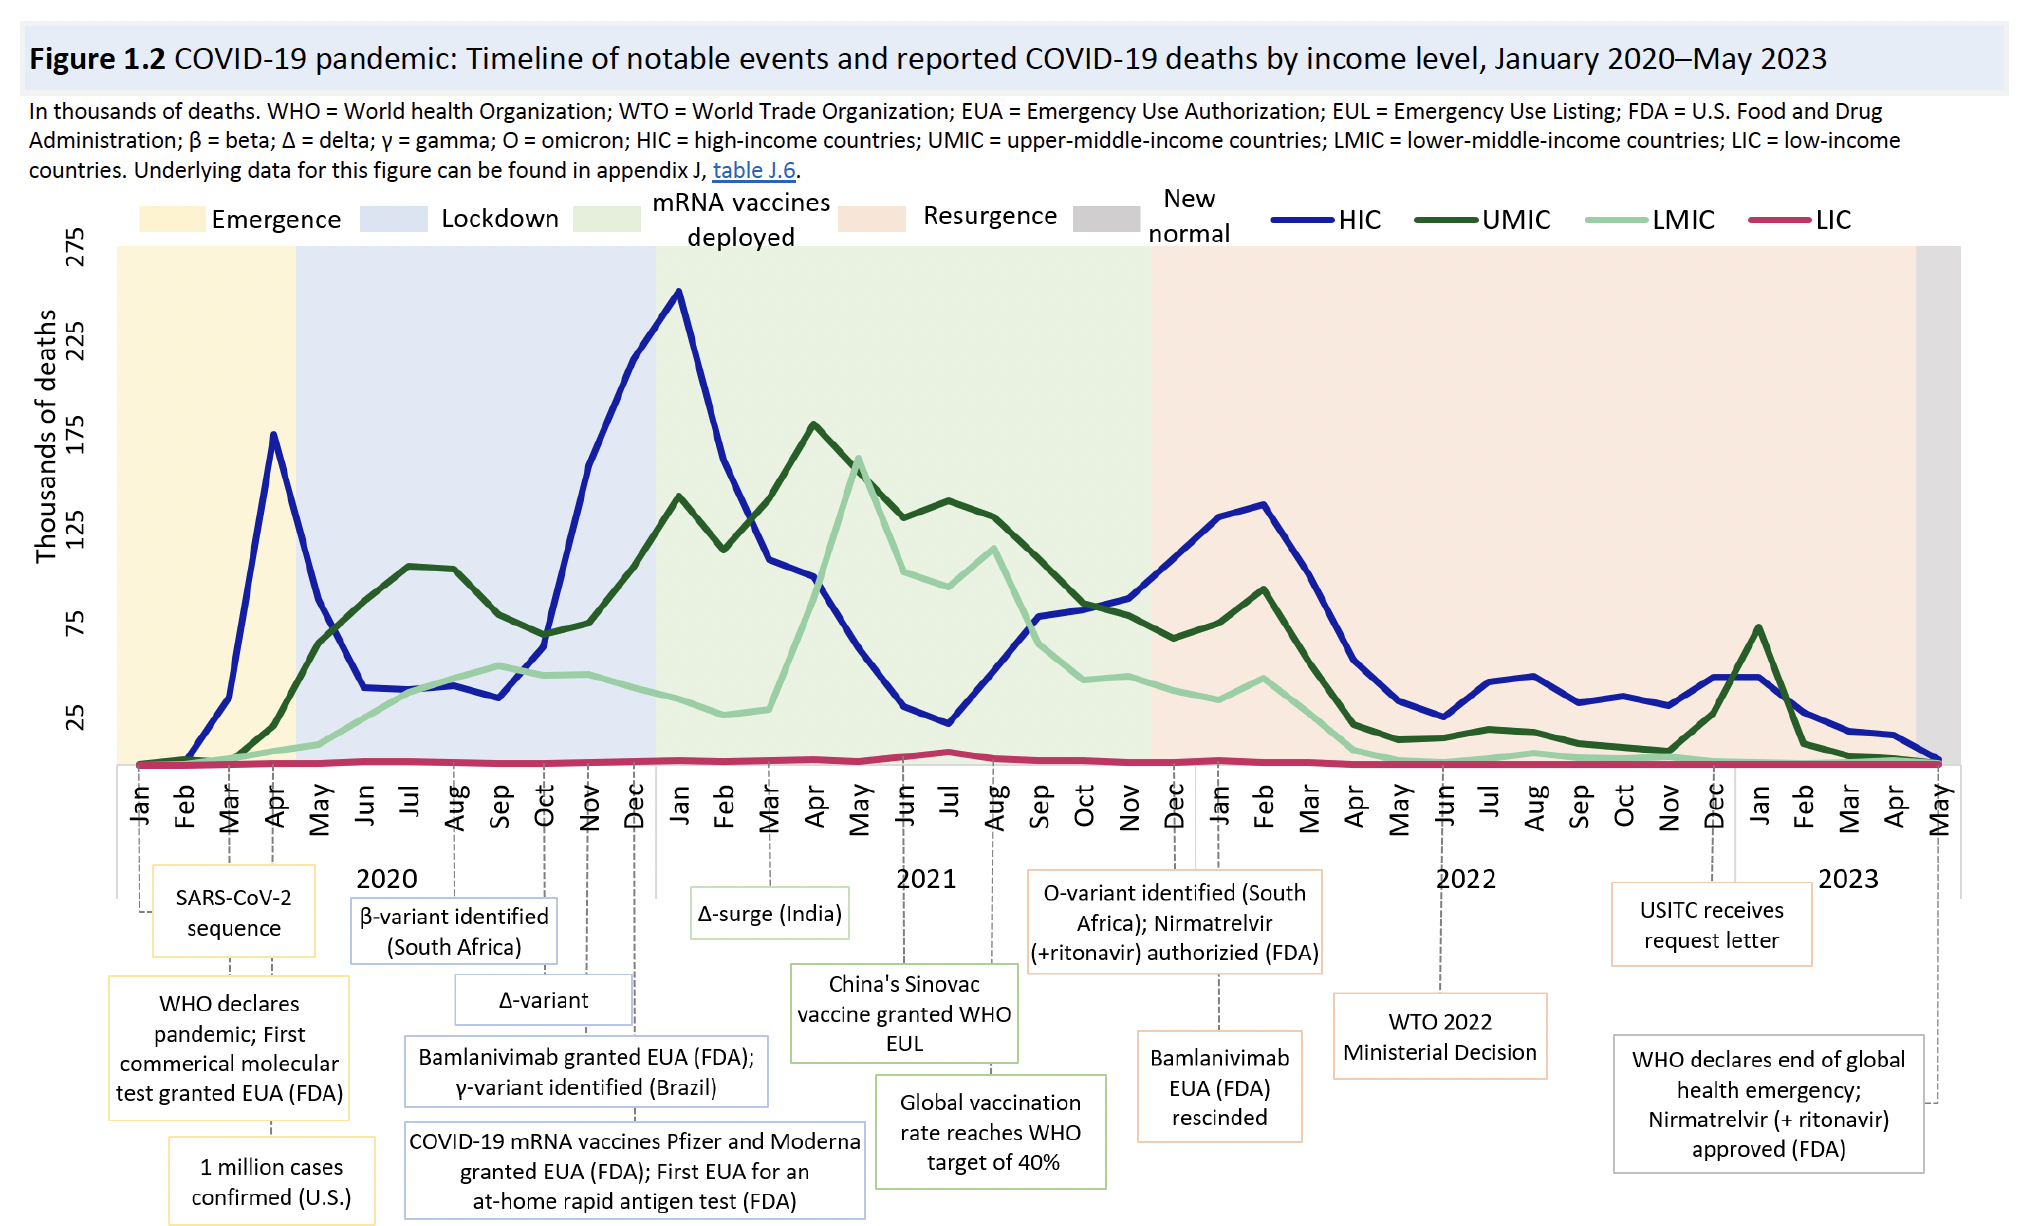 Figure 1.2 COVID-19 pandemic: Timeline of notable events and reported COVID-19 deaths by income level, January 2020–May 2023
In thousands of deaths. WHO = World health Organization; WTO = World Trade Organization; EUA = Emergency Use Authorization; EUL = Emergency Use Listing; FDA = U.S. Food and Drug
Administration; β = beta; Δ = delta; γ = gamma; O = omicron; HIC = high-income countries; UMIC = upper-middle-income countries; LMIC = lower-middle-income countries; LIC = low-income
countries. Underlying data for this figure can be found in appendix J, table J.6.
Emergence
Lockdown
mRNA vaccines
deployed
Resurgence
New
normal
HIC
UMIC
LMIC
LIC
Thousands of deaths
275
225
175
125
75
25
Jan Feb Mar Apr May Jun Jul Aug Sep Oct Nov Dec Jan Feb Mar Apr May Jun Jul Aug Sep Oct Nov Dec Jan Feb Mar Apr May Jun Jul Aug Sep Oct Nov Dec Jan Feb Mar Apr May
2020
2021
2022
2023
SARS-CoV-2
sequence
WHO declares
pandemic; First
commerical molecular
test granted EUA (FDA)
1 million cases
confirmed (U.S.)
β-variant identified
(South Africa)
Δ-variant
Bamlanivimab granted EUA (FDA);
γ-variant identified (Brazil)
COVID-19 mRNA vaccines Pfizer and Moderna
granted EUA (FDA); First EUA for an
at-home rapid antigen test (FDA)
Δ-surge (India)
China's Sinovac
vaccine granted WHO
EUL
Global vaccination
rate reaches WHO
target of 40%
O-variant identified (South
Africa); Nirmatrelvir
(+ritonavir) authorizied (FDA)
Bamlanivimab
EUA (FDA)
rescinded
WTO 2022
Ministerial Decision
USITC receives
request letter
WHO declares end of global
health emergency;
Nirmatrelvir (+ ritonavir)
approved (FDA)